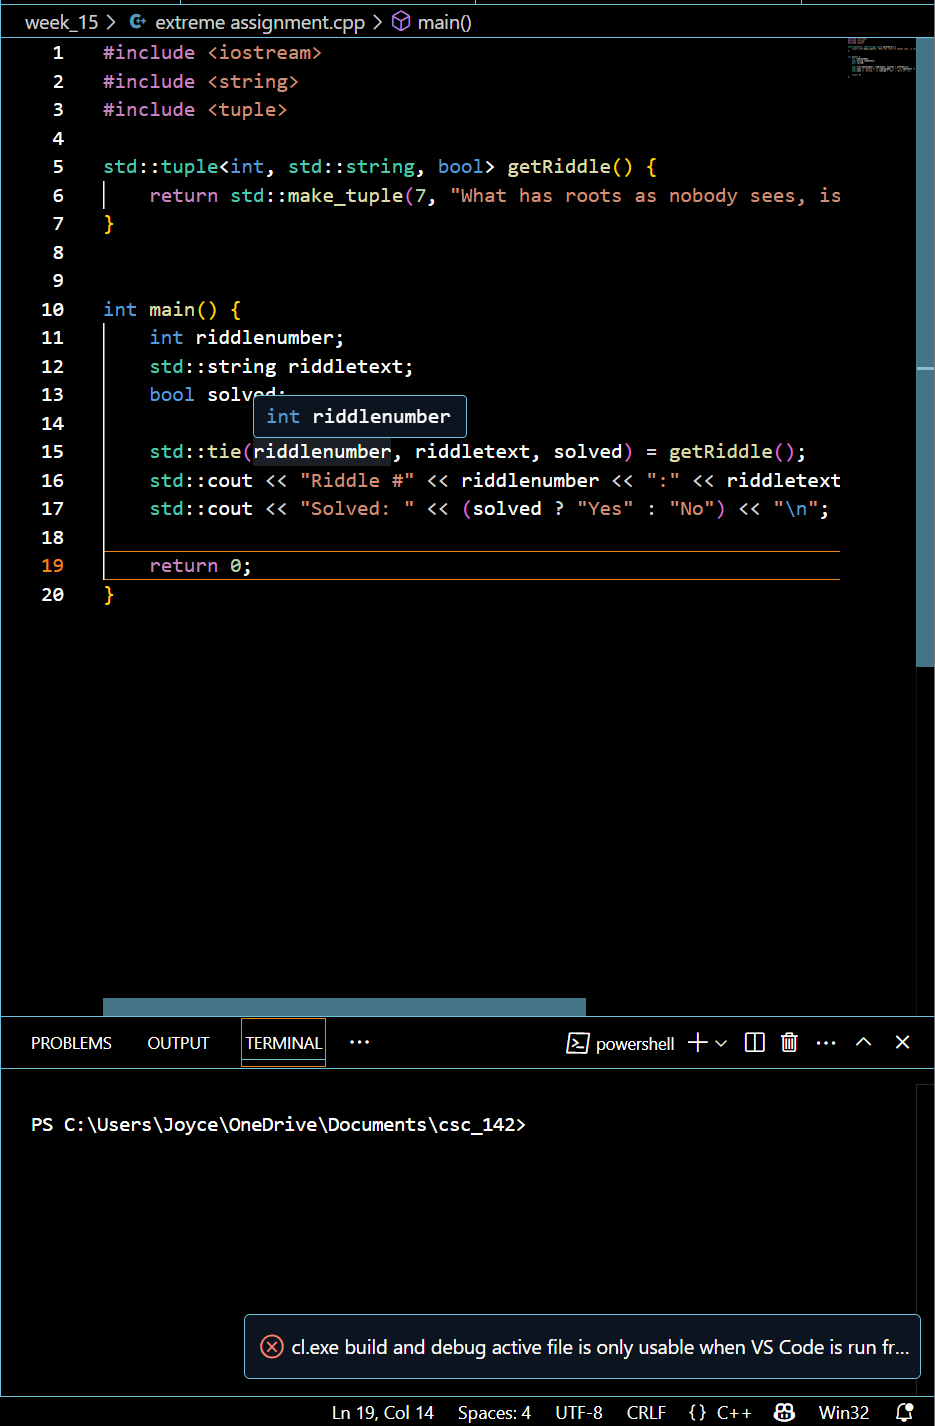 week_15 > extreme assignment.cpp > main()
1 #include <iostream>
2 #include <string>
3 #include <tuple>
4
5 std::tuple<int, std::string, bool> getRiddle() {
6     return std::make_tuple(7, "What has roots as nobody sees, is
7 }
8
9
10 int main() {
11     int riddlenumber;
12     std::string riddletext;
13     bool solved;
int riddlenumber
14
15     std::tie(riddlenumber, riddletext, solved) = getRiddle();
16     std::cout << "Riddle #" << riddlenumber << ":" << riddletext
17     std::cout << "Solved: " << (solved ? "Yes" : "No") << "\n";
18
19     return 0;
20 }
PROBLEMS OUTPUT TERMINAL ··· powershell
PS C:\Users\Joyce\OneDrive\Documents\csc_142>
cl.exe build and debug active file is only usable when VS Code is run fr...
Ln 19, Col 14 Spaces: 4 UTF-8 CRLF {} C++ Win32